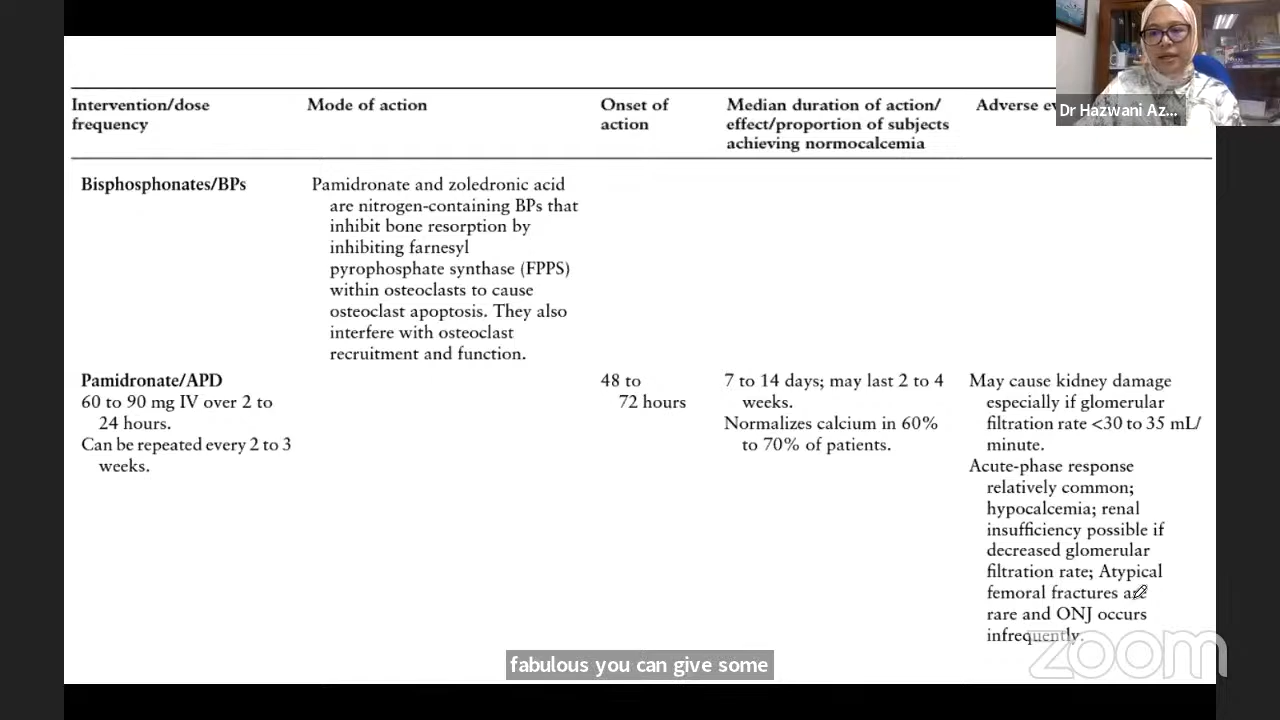 Intervention/dose
frequency
Mode of action
Onset of
action
Median duration of action/
effect/proportion of subjects
achieving normocalcemia
Adverse
Dr Hazwani Az...
Bisphosphonates/BPs
Pamidronate and zoledronic acid
are nitrogen-containing BPs that
inhibit bone resorption by
inhibiting farnesyl
pyrophosphate synthase (FPPS)
within osteoclasts to cause
osteoclast apoptosis. They also
interfere with osteoclast
recruitment and function.
Pamidronate/APD
60 to 90 mg IV over 2 to
24 hours.
Can be repeated every 2 to 3
weeks.
48 to
72 hours
7 to 14 days; may last 2 to 4
weeks.
Normalizes calcium in 60%
to 70% of patients.
May cause kidney damage
especially if glomerular
filtration rate <30 to 35 mL/
minute.
Acute-phase response
relatively common;
hypocalcemia; renal
insufficiency possible if
decreased glomerular
filtration rate; Atypical
femoral fractures
rare and ONJ occurs
infrequently.
zoom
fabulous you can give some